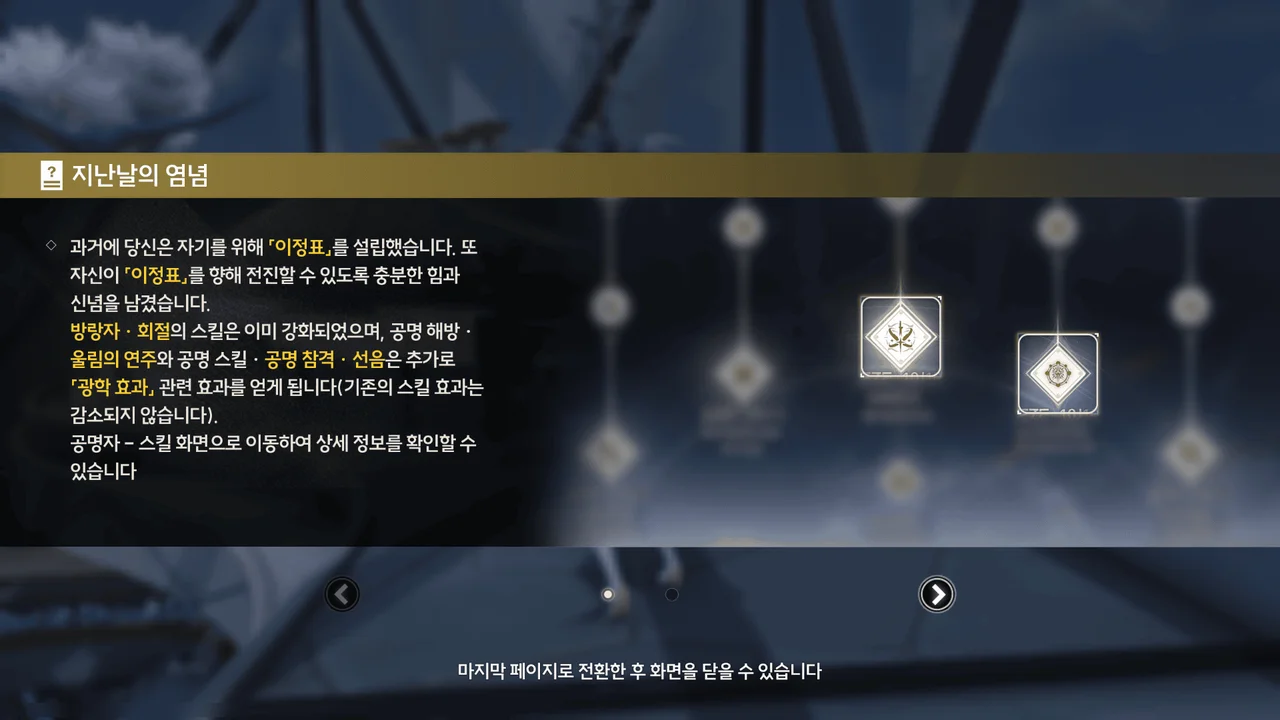 지난날의 염념
과거에 당신은 자기를 위해 「이정표」를 설립했습니다. 또
자신이 「이정표」를 향해 전진할 수 있도록 충분한 힘과
신념을 남겼습니다.
방랑자 · 회절의 스킬은 이미 강화되었으며, 공명 해방 ·
울림의 연주와 공명 스킬 · 공명 참격 · 선음은 추가로
「광학 효과」 관련 효과를 얻게 됩니다(기존의 스킬 효과는
감소되지 않습니다).
공명자 – 스킬 화면으로 이동하여 상세 정보를 확인할 수
있습니다
마지막 페이지로 전환한 후 화면을 닫을 수 있습니다